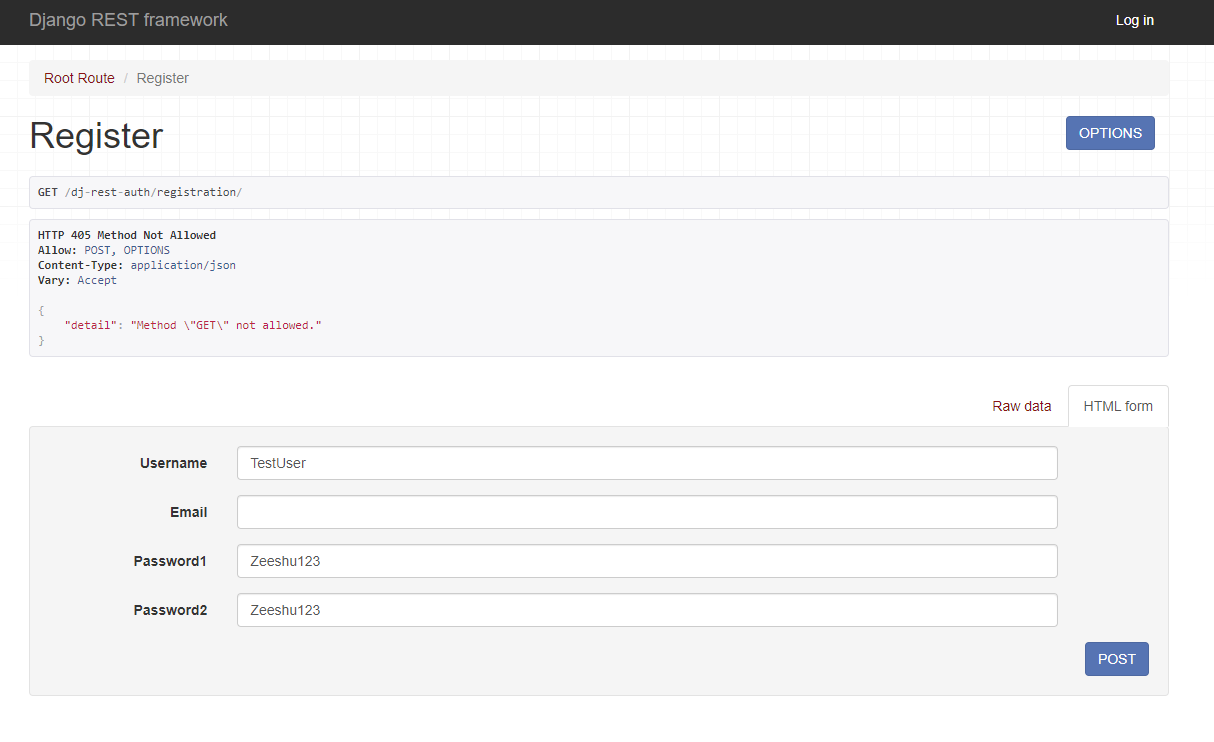 Django REST framework Log in
Root Route / Register
Register OPTIONS
GET /dj-rest-auth/registration/
HTTP 405 Method Not Allowed
Allow: POST, OPTIONS
Content-Type: application/json
Vary: Accept
{
"detail": "Method \"GET\" not allowed."
}
Raw data HTML form
Username TestUser
Email
Password1 Zeeshu123
Password2 Zeeshu123
POST